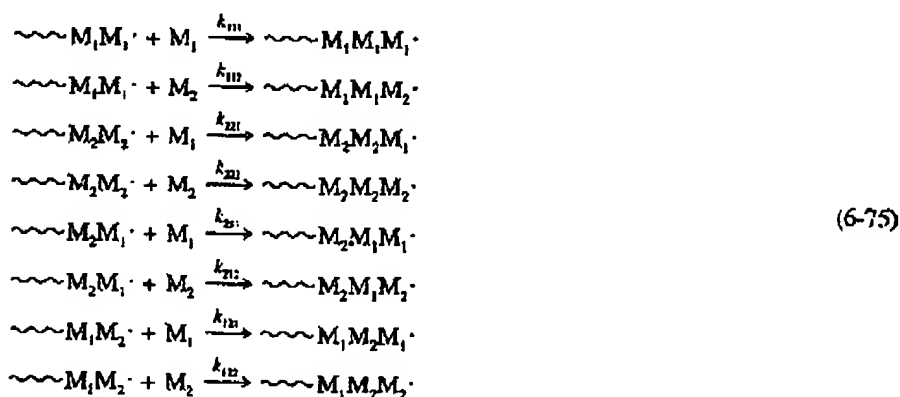 ~~~M₁M₁· + M₁ —k₁₁₁→ ~~~M₁M₁M₁·
~~~M₁M₁· + M₂ —k₁₁₂→ ~~~M₁M₁M₂·
~~~M₂M₂· + M₁ —k₂₂₁→ ~~~M₂M₂M₁·
~~~M₂M₂· + M₂ —k₂₂₂→ ~~~M₂M₂M₂·
~~~M₂M₁· + M₁ —k₂₁₁→ ~~~M₂M₁M₁·
~~~M₂M₁· + M₂ —k₂₁₂→ ~~~M₂M₁M₂·
~~~M₁M₂· + M₁ —k₁₂₁→ ~~~M₁M₂M₁·
~~~M₁M₂· + M₂ —k₁₂₂→ ~~~M₁M₂M₂·
(6-75)